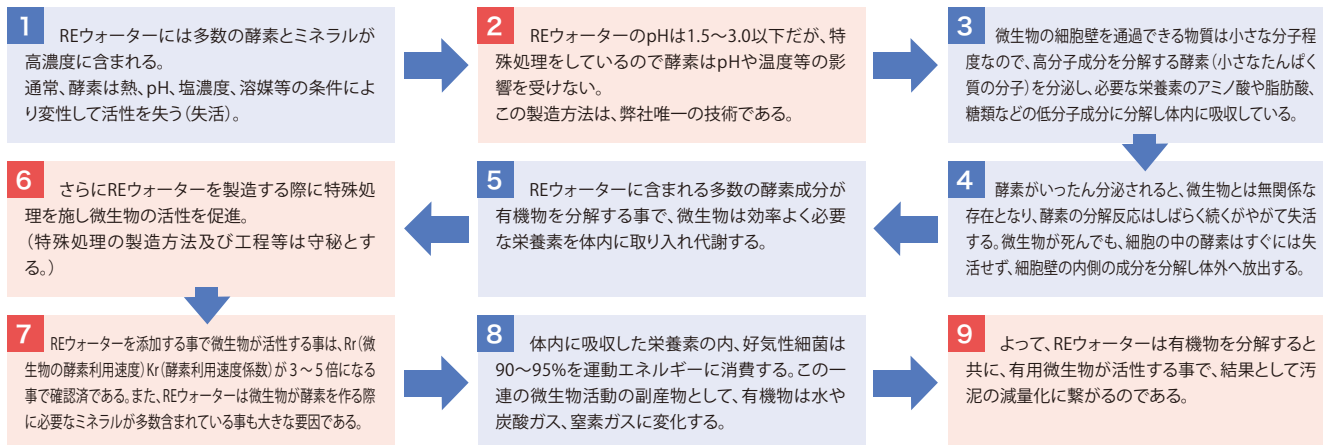 1 REウォーターには多数の酵素とミネラルが
高濃度に含まれる。
通常、酵素は熱、pH、塩濃度、溶媒等の条件によ
り変性して活性を失う(失活)。
2 REウォーターのpHは1.5〜3.0以下だが、特
殊処理をしているので酵素はpHや温度等の影
響を受けない。
この製造方法は、弊社唯一の技術である。
3 微生物の細胞壁を通過できる物質は小さな分子程
度なので、高分子成分を分解する酵素(小さなたんぱく
質の分子)を分泌し、必要な栄養素のアミノ酸や脂肪酸、
糖類などの低分子成分に分解し体内に吸収している。
4 酵素がいったん分泌されると、微生物とは無関係な
存在となり、酵素の分解反応はしばらく続くがやがて失活
する。微生物が死んでも、細胞の中の酵素はすぐには失
活せず、細胞壁の内側の成分を分解し体外へ放出する。
5 REウォーターに含まれる多数の酵素成分が
有機物を分解する事で、微生物は効率よく必要
な栄養素を体内に取り入れ代謝する。
6 さらにREウォーターを製造する際に特殊処
理を施し微生物の活性を促進。
(特殊処理の製造方法及び工程等は守秘とす
る。)
7 REウォーターを添加する事で微生物が活性する事は、Rr(微
生物の酵素利用速度)Kr(酵素利用速度係数)が3〜5倍になる
事で確認済である。また、REウォーターは微生物が酵素を作る際
に必要なミネラルが多数含まれている事も大きな要因である。
8 体内に吸収した栄養素の内、好気性細菌は
90〜95%を運動エネルギーに消費する。この一
連の微生物活動の副産物として、有機物は水や
炭酸ガス、窒素ガスに変化する。
9 よって、REウォーターは有機物を分解すると
共に、有用微生物が活性する事で、結果として汚
泥の減量化に繋がるのである。